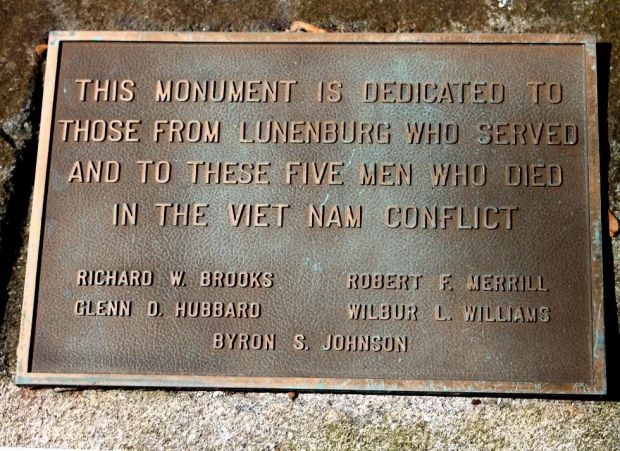 THIS MONUMENT IS DEDICATED TO
THOSE FROM LUNENBURG WHO SERVED
AND TO THESE FIVE MEN WHO DIED
IN THE VIET NAM CONFLICT
RICHARD W. BROOKS ROBERT F. MERRILL
GLENN D. HUBBARD WILBUR L. WILLIAMS
BYRON S. JOHNSON